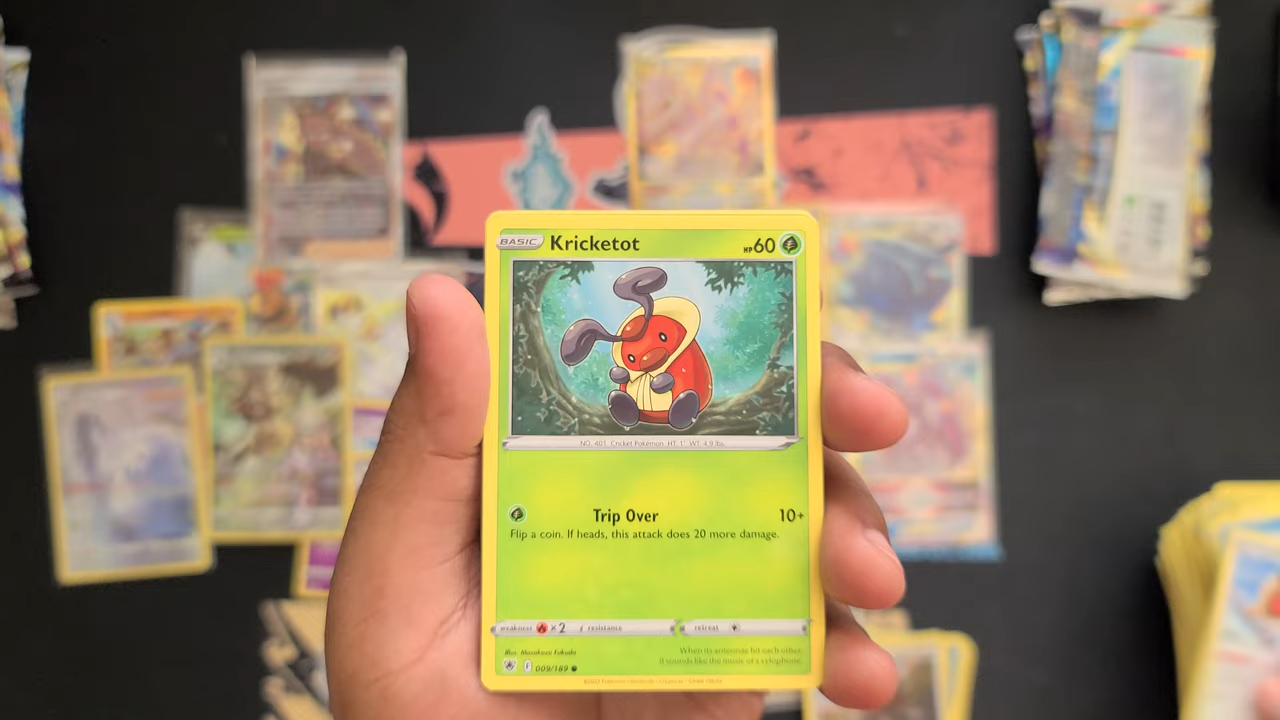 BASIC Kricketot HP 60
NO. 401 Cricket Pokémon HT: 1' WT: 4.9 lbs.
Trip Over 10+
Flip a coin. If heads, this attack does 20 more damage.
weakness ×2 resistance retreat
Illus. Masakazu Fukuda
When its antennae hit each other,
it sounds like the music of a xylophone.
F 009/189